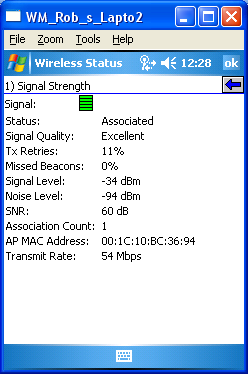 WM_Rob_s_Lapto2
File Zoom Tools Help
Wireless Status 12:28 ok
1) Signal Strength
Signal:
Status: Associated
Signal Quality: Excellent
Tx Retries: 11%
Missed Beacons: 0%
Signal Level: -34 dBm
Noise Level: -94 dBm
SNR: 60 dB
Association Count: 1
AP MAC Address: 00:1C:10:BC:36:94
Transmit Rate: 54 Mbps